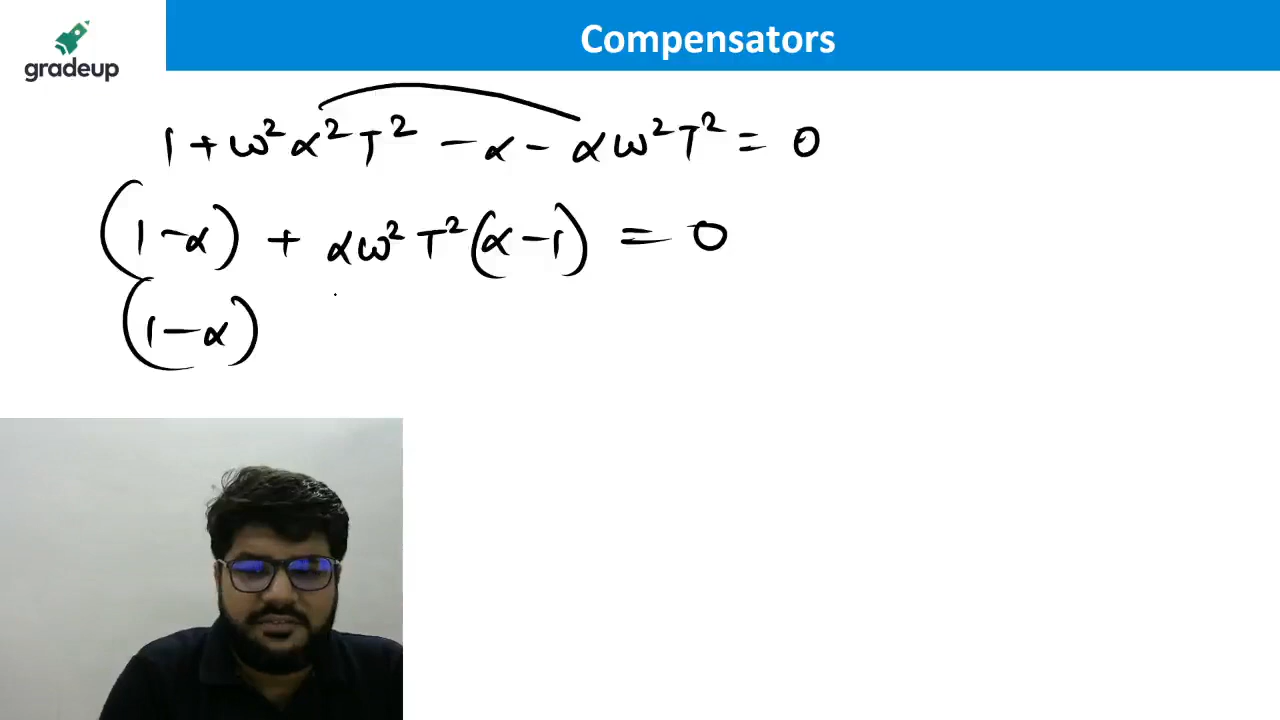 Compensators
gradeup
1 + ω²α²T² - α - αω²T² = 0
(1-α) + αω²T²(α-1) = 0
(1-α)